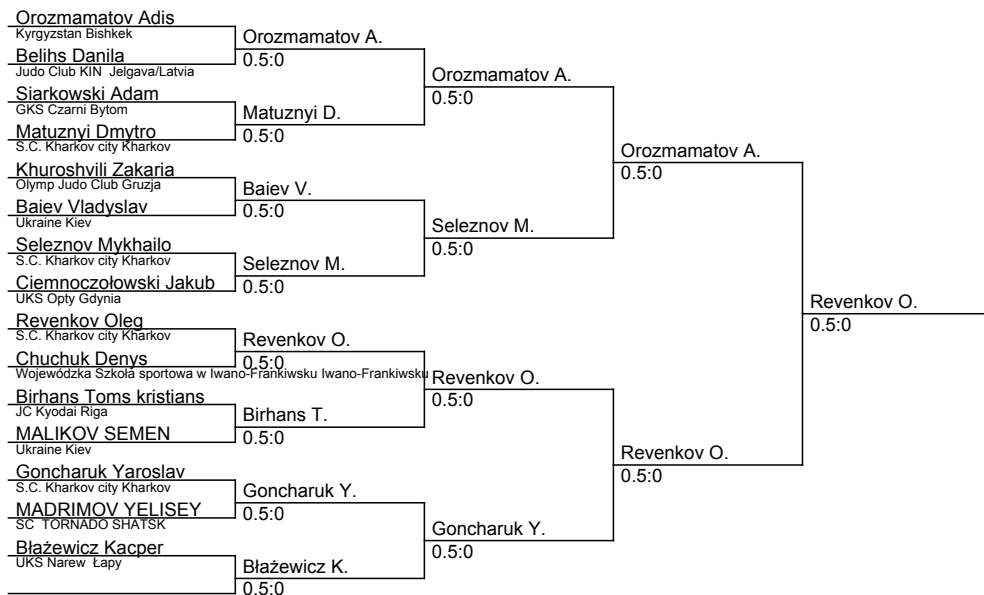 Orozmamatov Adis
Kyrgyzstan Bishkek
Belihs Danila
Judo Club KIN Jelgava/Latvia
Siarkowski Adam
GKS Czarni Bytom
Matuznyi Dmytro
S.C. Kharkov city Kharkov
Khuroshvili Zakaria
Olymp Judo Club Gruzja
Baiev Vladyslav
Ukraine Kiev
Seleznov Mykhailo
S.C. Kharkov city Kharkov
Ciemnoczołowski Jakub
UKS Opty Gdynia
Revenkov Oleg
S.C. Kharkov city Kharkov
Chuchuk Denys
Wojewódzka Szkoła sportowa w Iwano-Frankiwsku Iwano-Frankiwsku
Birhans Toms kristians
JC Kyodai Riga
MALIKOV SEMEN
Ukraine Kiev
Goncharuk Yaroslav
S.C. Kharkov city Kharkov
MADRIMOV YELISEY
SC TORNADO SHATSK
Błażewicz Kacper
UKS Narew Łapy
Orozmamatov A.
0.5:0
Matuznyi D.
0.5:0
Baiev V.
0.5:0
Seleznov M.
0.5:0
Revenkov O.
0.5:0
Birhans T.
0.5:0
Goncharuk Y.
0.5:0
Błażewicz K.
0.5:0
Orozmamatov A.
0.5:0
Seleznov M.
0.5:0
Revenkov O.
0.5:0
Goncharuk Y.
0.5:0
Orozmamatov A.
0.5:0
Revenkov O.
0.5:0
Revenkov O.
0.5:0